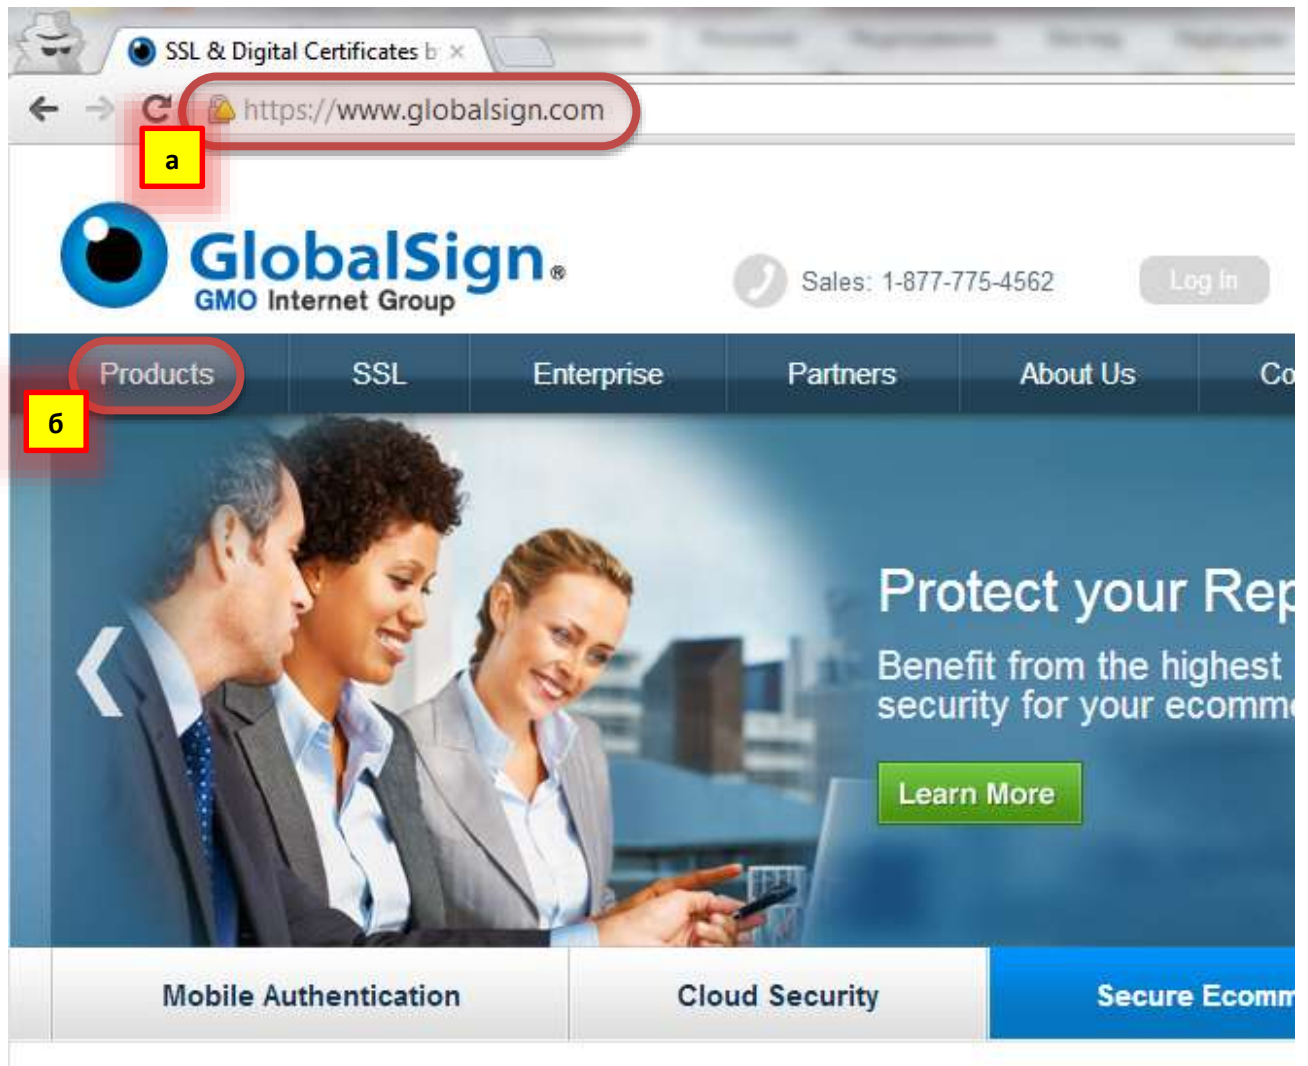 SSL & Digital Certificates b
https://www.globalsign.com
а
GlobalSign®
GMO Internet Group
Sales: 1-877-775-4562
Log In
Products SSL Enterprise Partners About Us Co
б
Protect your Rep
Benefit from the highest
security for your ecomme
Learn More
Mobile Authentication Cloud Security Secure Ecomm